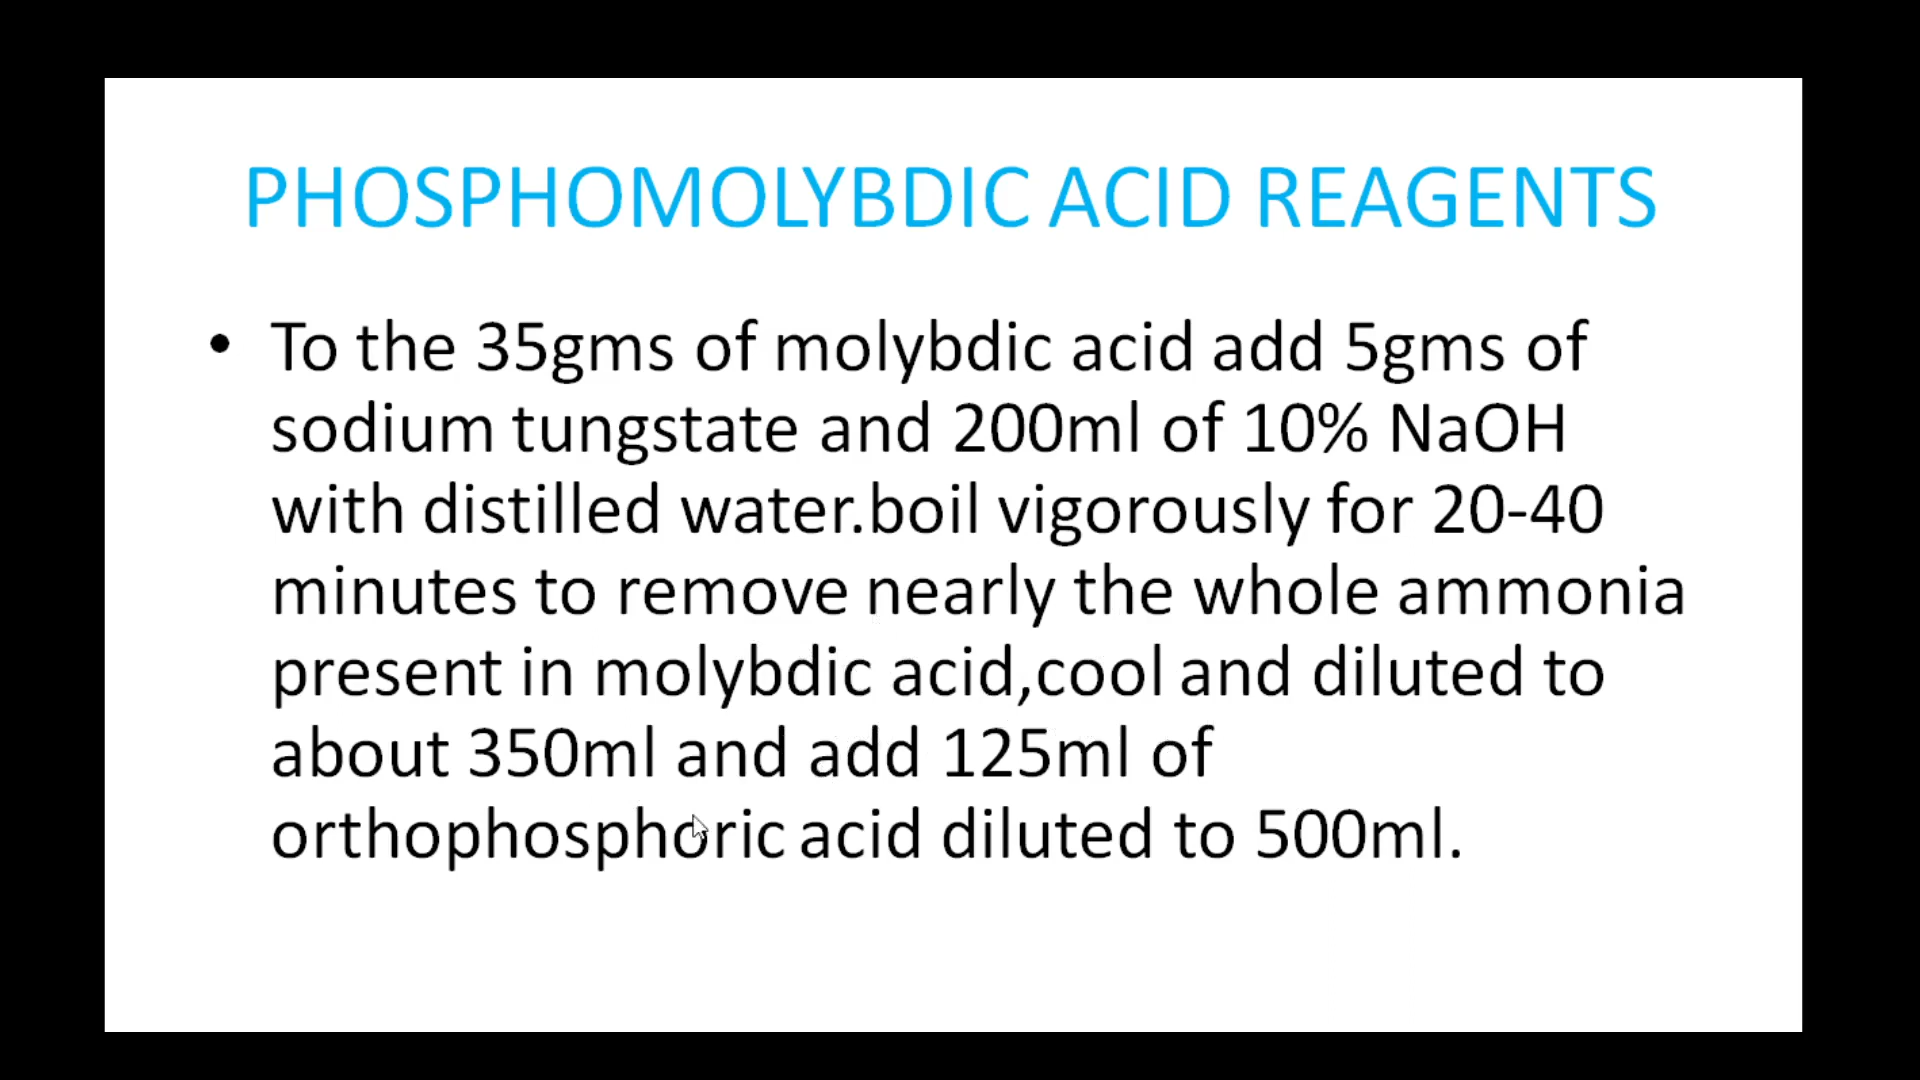 PHOSPHOMOLYBDIC ACID REAGENTS
• To the 35gms of molybdic acid add 5gms of
sodium tungstate and 200ml of 10% NaOH
with distilled water.boil vigorously for 20-40
minutes to remove nearly the whole ammonia
present in molybdic acid,cool and diluted to
about 350ml and add 125ml of
orthophosphoric acid diluted to 500ml.